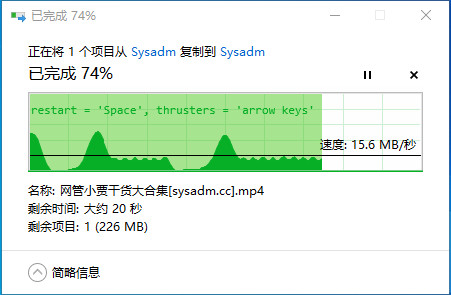 已完成 74%
正在将 1 个项目从 Sysadm 复制到 Sysadm
已完成 74%
restart = 'Space', thrusters = 'arrow keys'
速度: 15.6 MB/秒
名称: 网管小贾干货大合集[sysadm.cc].mp4
剩余时间: 大约 20 秒
剩余项目: 1 (226 MB)
简略信息